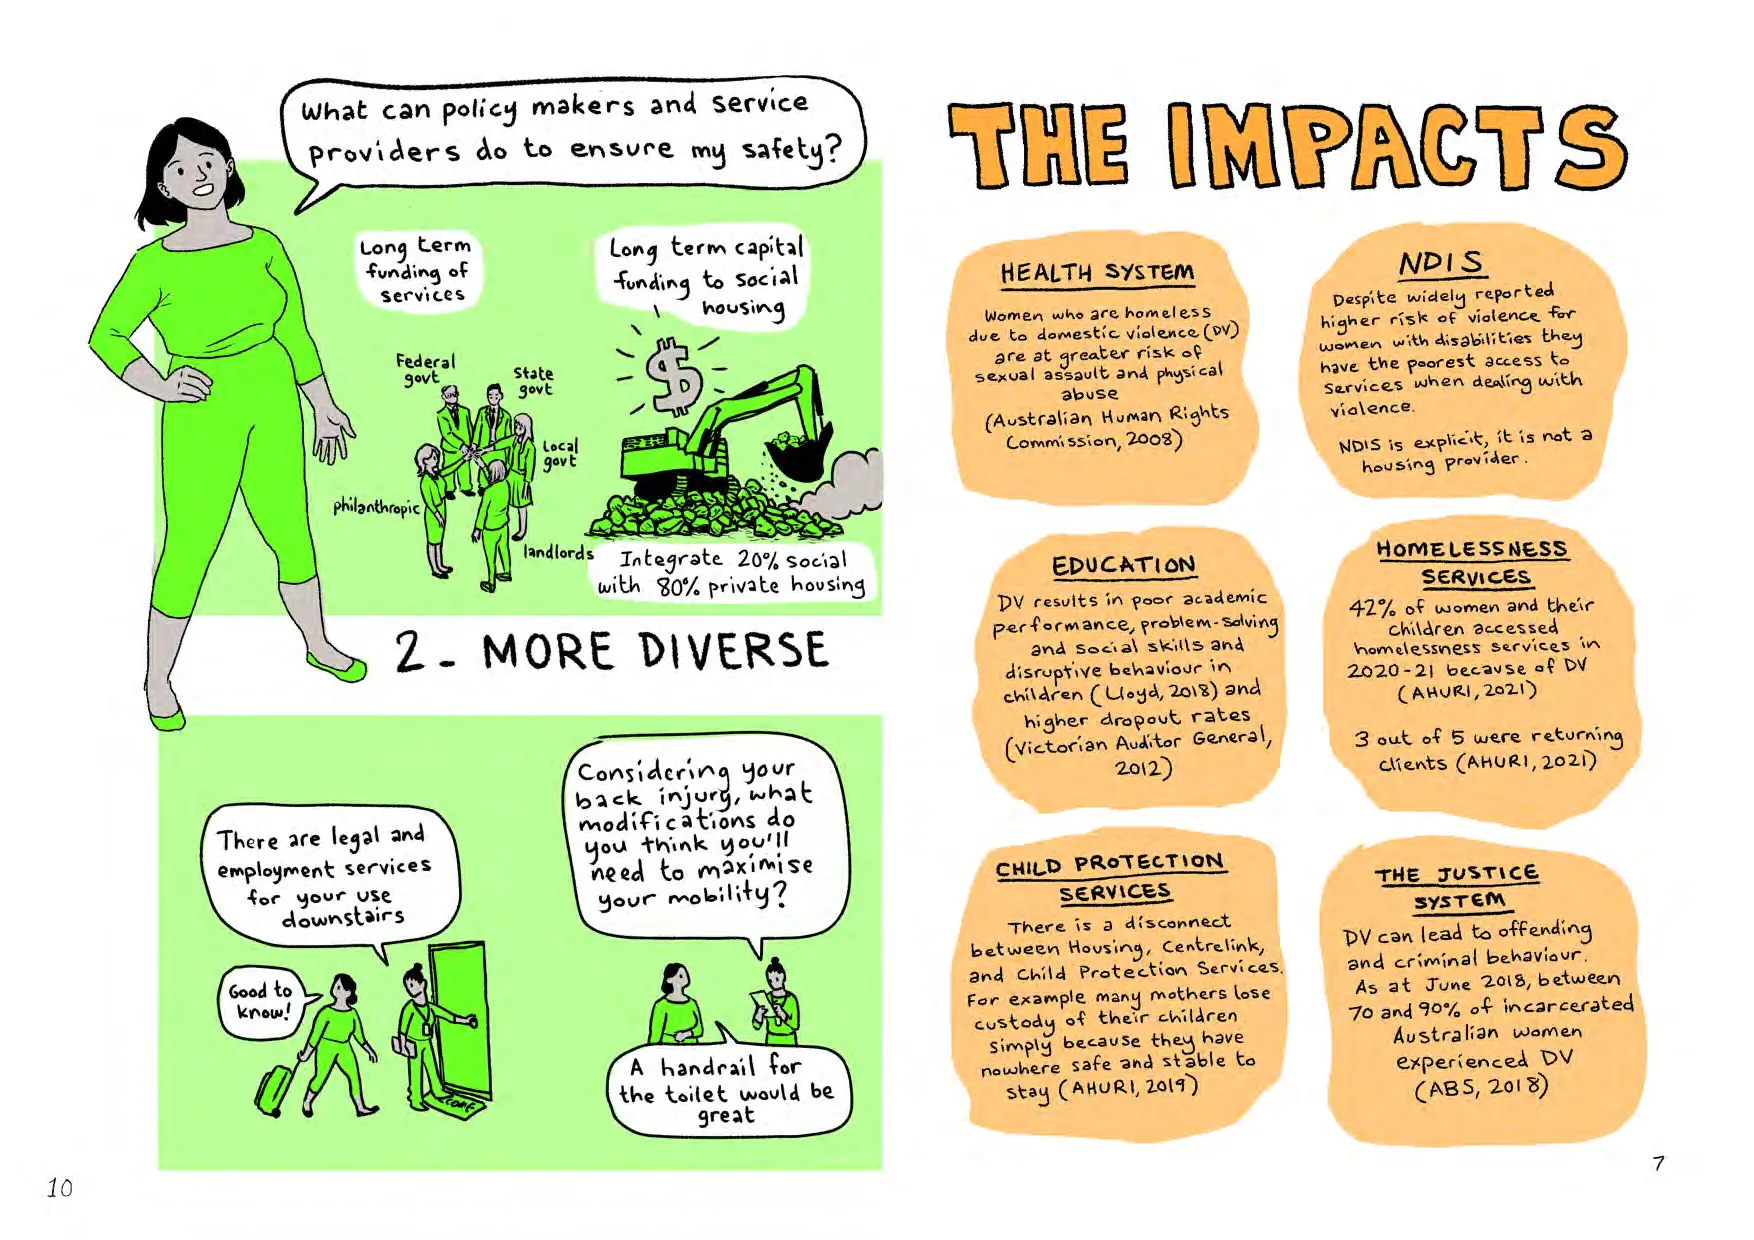 What can policy makers and service
providers do to ensure my safety?
Long term
funding of
services
Long term capital
funding to social
housing
Federal
govt
State
govt
Local
govt
philanthropic
landlords
$
Integrate 20% social
with 80% private housing
2. MORE DIVERSE
There are legal and
employment services
for your use
downstairs
Good to
know!
Considering your
back injury, what
modifications do
you think you'll
need to maximise
your mobility?
A handrail for
the toilet would be
great
10
THE IMPACTS
HEALTH SYSTEM
Women who are homeless
due to domestic violence (DV)
are at greater risk of
sexual assault and physical
abuse
(Australian Human Rights
Commission, 2008)
NDIS
Despite widely reported
higher risk of violence for
women with disabilities they
have the poorest access to
services when dealing with
violence.
NDIS is explicit, it is not a
housing provider.
EDUCATION
DV results in poor academic
performance, problem-solving
and social skills and
disruptive behaviour in
children (Lloyd, 2018) and
higher dropout rates
(Victorian Auditor General,
2012)
HOMELESSNESS
SERVICES
42% of women and their
children accessed
homelessness services in
2020-21 because of DV
(AHURI, 2021)
3 out of 5 were returning
clients (AHURI, 2021)
CHILD PROTECTION
SERVICES
There is a disconnect
between Housing, Centrelink,
and Child Protection Services.
For example many mothers lose
custody of their children
simply because they have
nowhere safe and stable to
stay (AHURI, 2019)
THE JUSTICE
SYSTEM
DV can lead to offending
and criminal behaviour.
As at June 2018, between
70 and 90% of incarcerated
Australian women
experienced DV
(ABS, 2018)
7